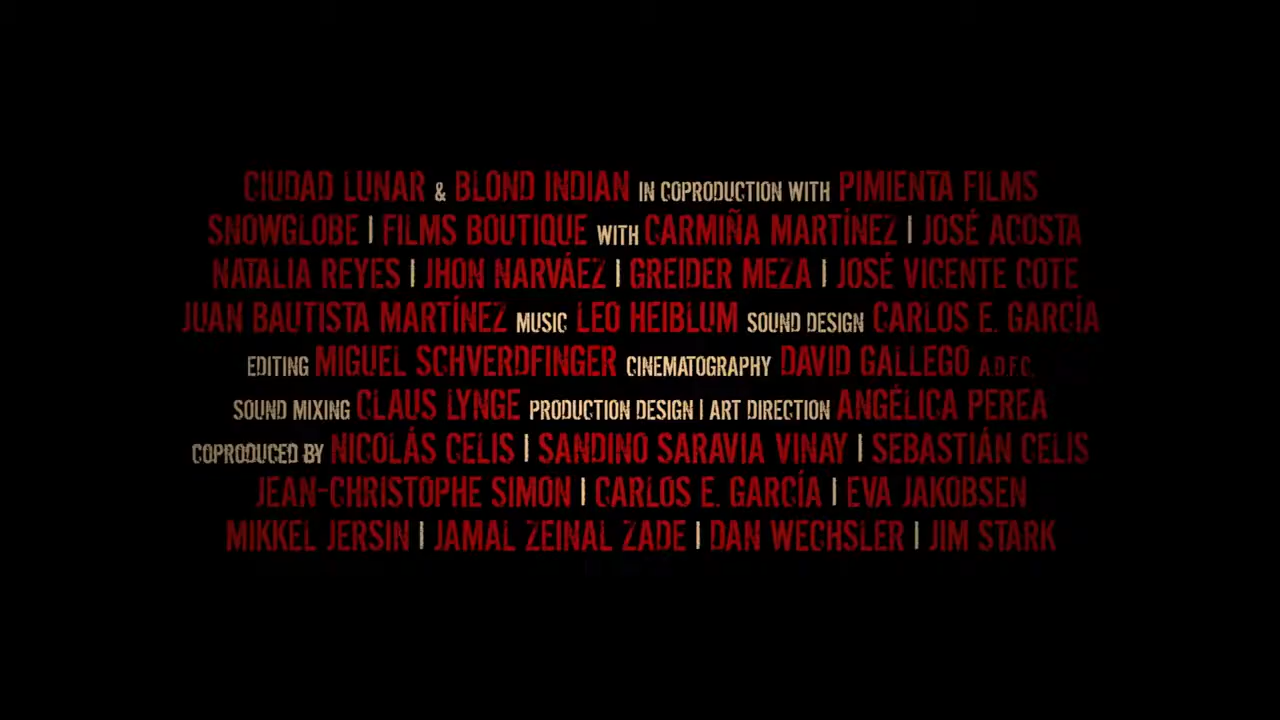 CIUDAD LUNAR & BLOND INDIAN IN COPRODUCTION WITH PIMIENTA FILMS
SNOWGLOBE | FILMS BOUTIQUE WITH CARMIÑA MARTÍNEZ | JOSÉ ACOSTA
NATALIA REYES | JHON NARVÁEZ | GREIDER MEZA | JOSÉ VICENTE COTE
JUAN BAUTISTA MARTÍNEZ MUSIC LEO HEIBLUM SOUND DESIGN CARLOS E. GARCÍA
EDITING MIGUEL SCHVERDFINGER CINEMATOGRAPHY DAVID GALLEGO A.D.F.C.
SOUND MIXING CLAUS LYNGE PRODUCTION DESIGN | ART DIRECTION ANGÉLICA PEREA
COPRODUCED BY NICOLÁS CELIS | SANDINO SARAVIA VINAY | SEBASTIÁN CELIS
JEAN-CHRISTOPHE SIMON | CARLOS E. GARCÍA | EVA JAKOBSEN
MIKKEL JERSIN | JAMAL ZEINAL ZADE | DAN WECHSLER | JIM STARK